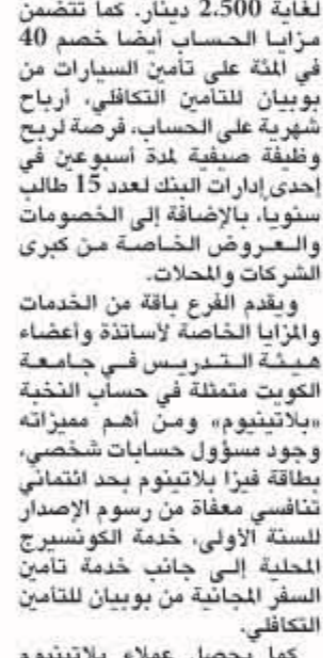 لغاية 2.500 دينار. كما تتضمن
مزايا الحساب أيضا خصم 40
في المئة على تأمين السيارات من
بوبيان للتأمين التكافلي، أرباح
شهرية على الحساب، فرصة لربح
وظيفة صيفية لمدة أسبوعين في
إحدى إدارات البنك لعدد 15 طالب
سنويا، بالإضافة إلى الخصومات
والعروض الخاصة من كبرى
الشركات والمحلات.
ويقدم الفرع باقة من الخدمات
والمزايا الخاصة لأساتذة وأعضاء
هيئة التدريس في جامعة
الكويت متمثلة في حساب النخبة
«بلاتينيوم» ومن أهم مميزاته
وجود مسؤول حسابات شخصي،
بطاقة فيزا بلاتينوم بحد ائتماني
تنافسي معفاة من رسوم الإصدار
للسنة الأولى، خدمة الكونسيرج
المحلية إلى جانب خدمة تأمين
السفر المجانية من بوبيان للتأمين
التكافلي.
كما يحصل عملاء بلاتينيوم